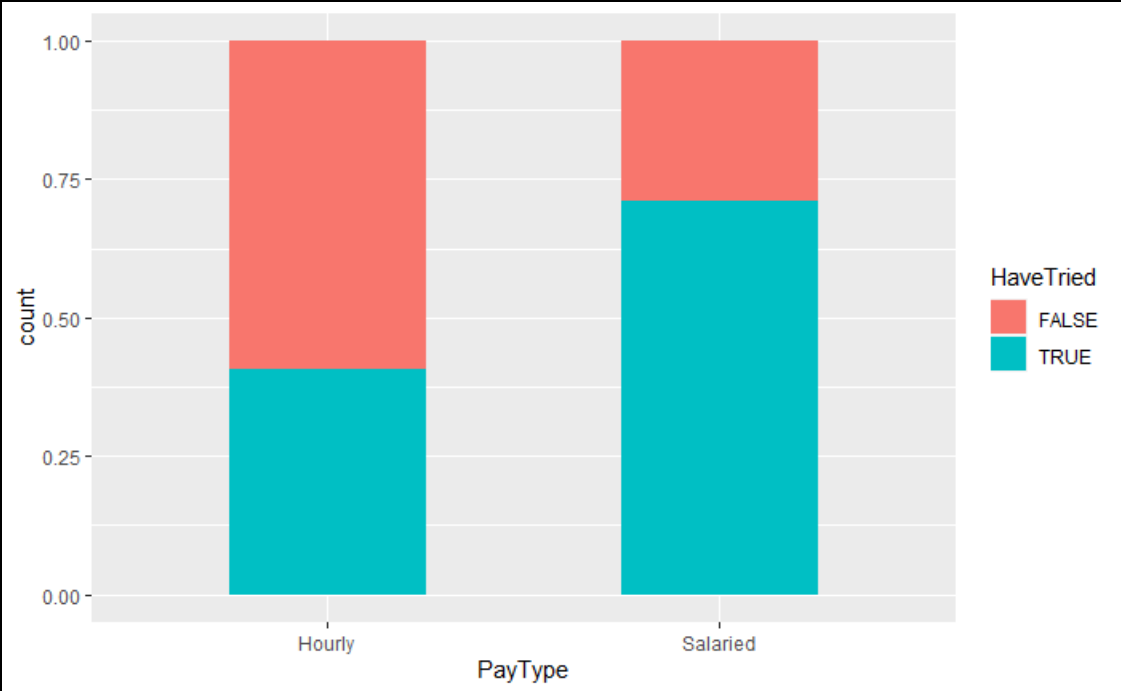 1.00
0.75
0.50
0.25
0.00
count
Hourly
Salaried
PayType
HaveTried
FALSE
TRUE